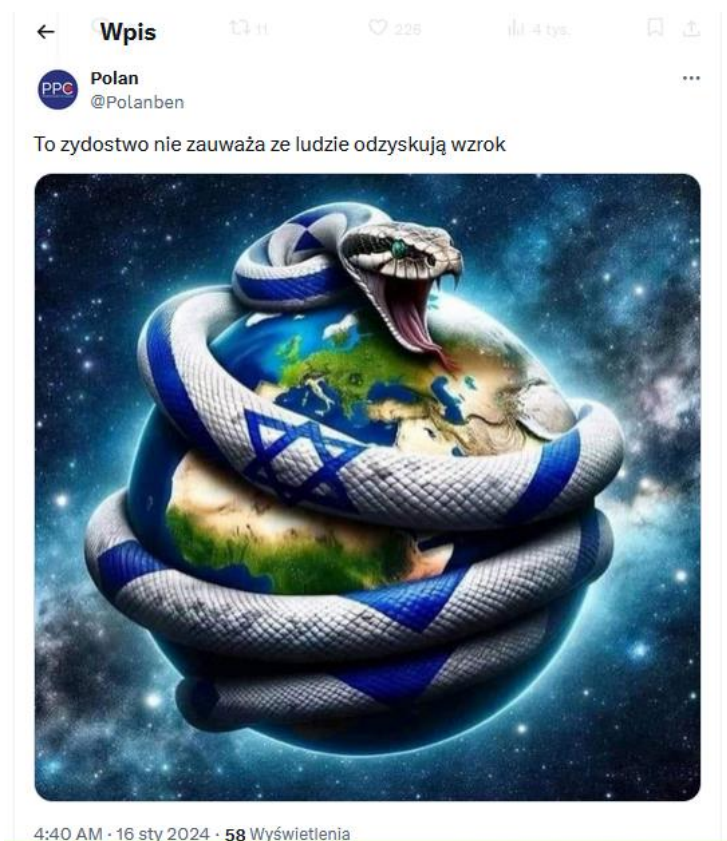 Wpis
11 226 4 tys.
PPC
Polan
@Polanben
To zydostwo nie zauważa ze ludzie odzyskują wzrok
4:40 AM · 16 sty 2024 · 58 Wyświetlenia